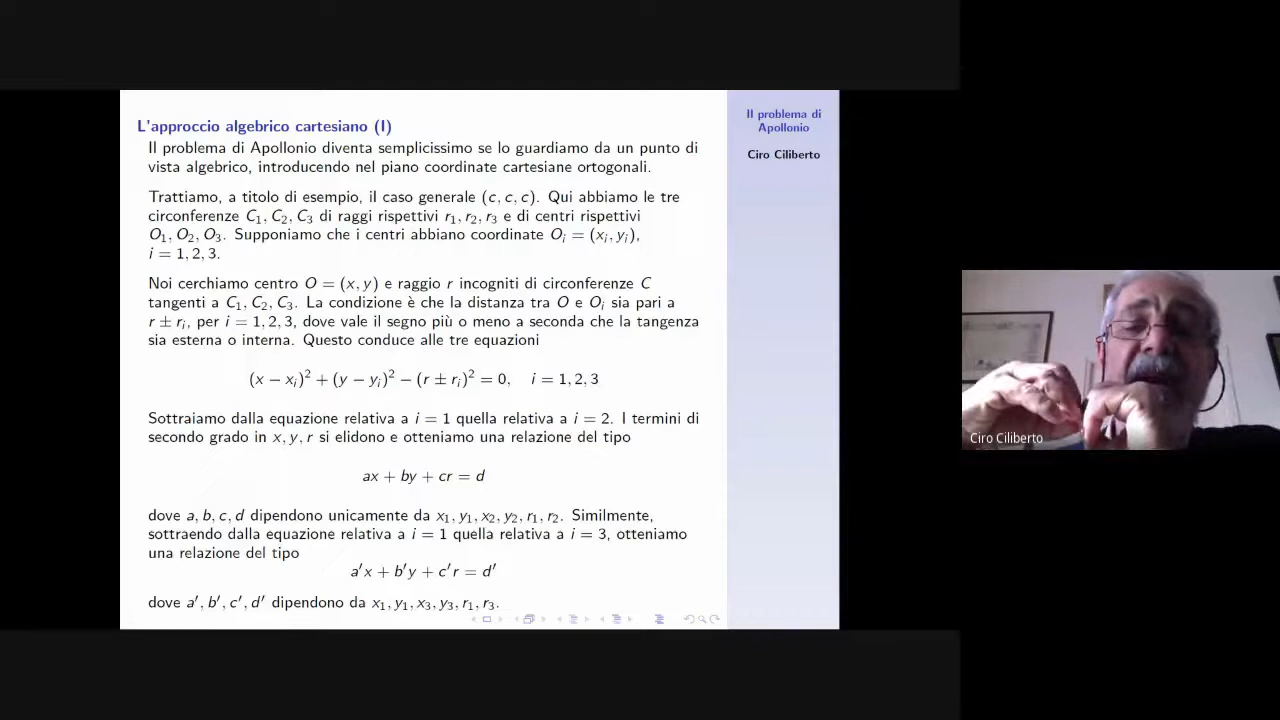 L'approccio algebrico cartesiano (I)
Il problema di Apollonio diventa semplicissimo se lo guardiamo da un punto di
vista algebrico, introducendo nel piano coordinate cartesiane ortogonali.
Trattiamo, a titolo di esempio, il caso generale (c, c, c). Qui abbiamo le tre
circonferenze C₁, C₂, C₃ di raggi rispettivi r₁, r₂, r₃ e di centri rispettivi
O₁, O₂, O₃. Supponiamo che i centri abbiano coordinate Oᵢ = (xᵢ, yᵢ),
i = 1, 2, 3.
Noi cerchiamo centro O = (x, y) e raggio r incogniti di circonferenze C
tangenti a C₁, C₂, C₃. La condizione è che la distanza tra O e Oᵢ sia pari a
r ± rᵢ, per i = 1, 2, 3, dove vale il segno più o meno a seconda che la tangenza
sia esterna o interna. Questo conduce alle tre equazioni
(x − xᵢ)² + (y − yᵢ)² − (r ± rᵢ)² = 0, i = 1, 2, 3
Sottraiamo dalla equazione relativa a i = 1 quella relativa a i = 2. I termini di
secondo grado in x, y, r si elidono e otteniamo una relazione del tipo
ax + by + cr = d
dove a, b, c, d dipendono unicamente da x₁, y₁, x₂, y₂, r₁, r₂. Similmente,
sottraendo dalla equazione relativa a i = 1 quella relativa a i = 3, otteniamo
una relazione del tipo
a′x + b′y + c′r = d′
dove a′, b′, c′, d′ dipendono da x₁, y₁, x₃, y₃, r₁, r₃.
Il problema di
Apollonio
Ciro Ciliberto
Ciro Ciliberto